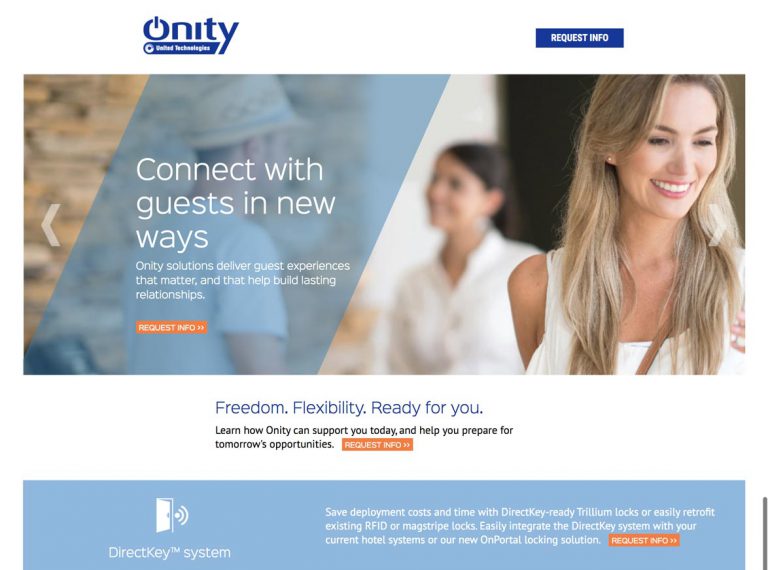 Onity
United Technologies
REQUEST INFO
Connect with
guests in new
ways
Onity solutions deliver guest experiences
that matter, and that help build lasting
relationships.
REQUEST INFO >>
Freedom. Flexibility. Ready for you.
Learn how Onity can support you today, and help you prepare for
tomorrow's opportunities. REQUEST INFO >>
Save deployment costs and time with DirectKey-ready Trillium locks or easily retrofit
existing RFID or magstripe locks. Easily integrate the DirectKey system with your
current hotel systems or our new OnPortal locking solution. REQUEST INFO >>
DirectKey™ system